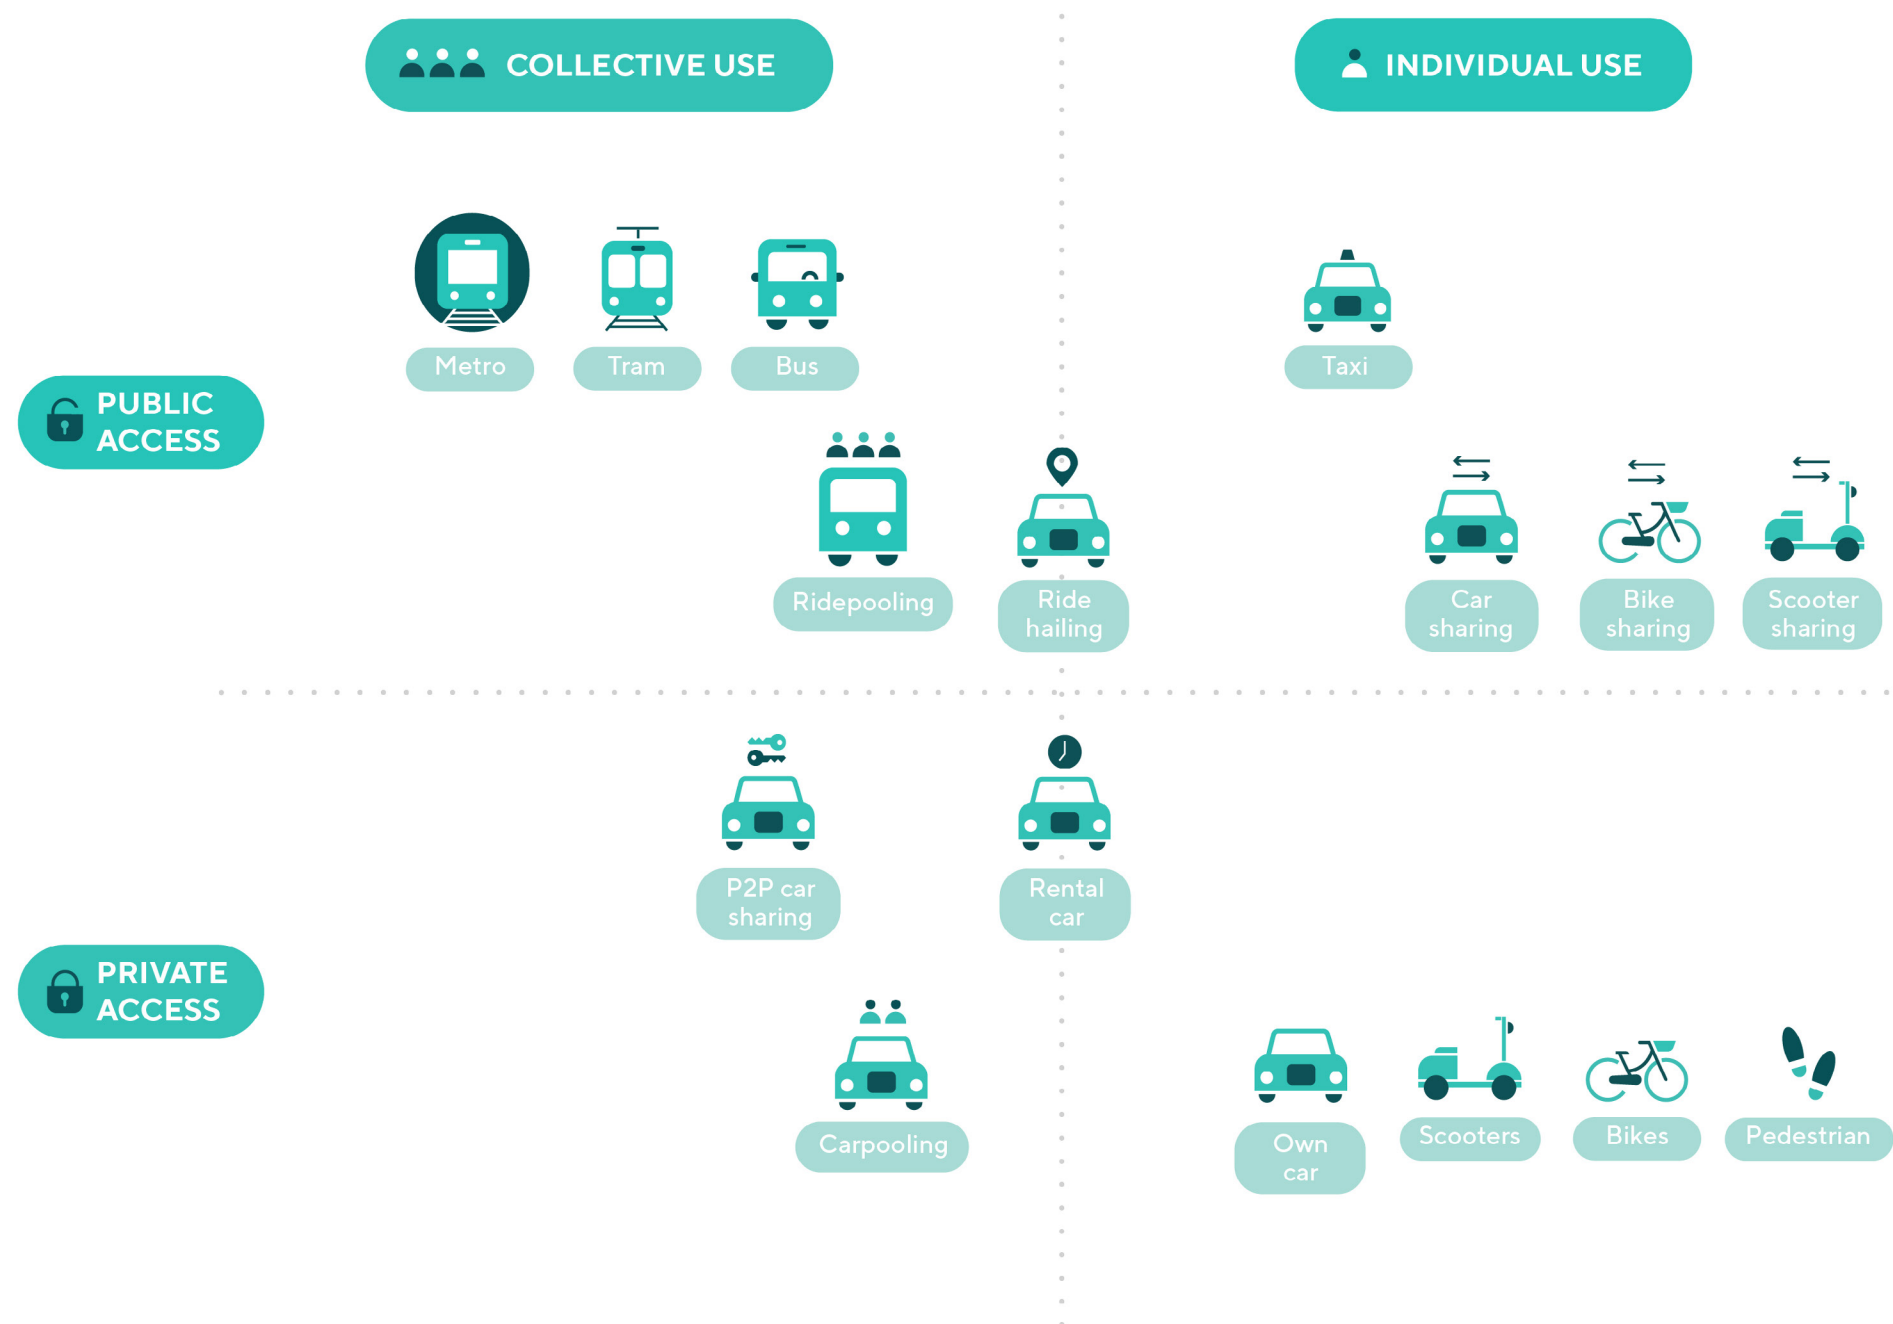 COLLECTIVE USE
INDIVIDUAL USE
Metro
Tram
Bus
Taxi
PUBLIC
ACCESS
Ridepooling
Ride
hailing
Car
sharing
Bike
sharing
Scooter
sharing
P2P car
sharing
Rental
car
PRIVATE
ACCESS
Carpooling
Own
car
Scooters
Bikes
Pedestrian